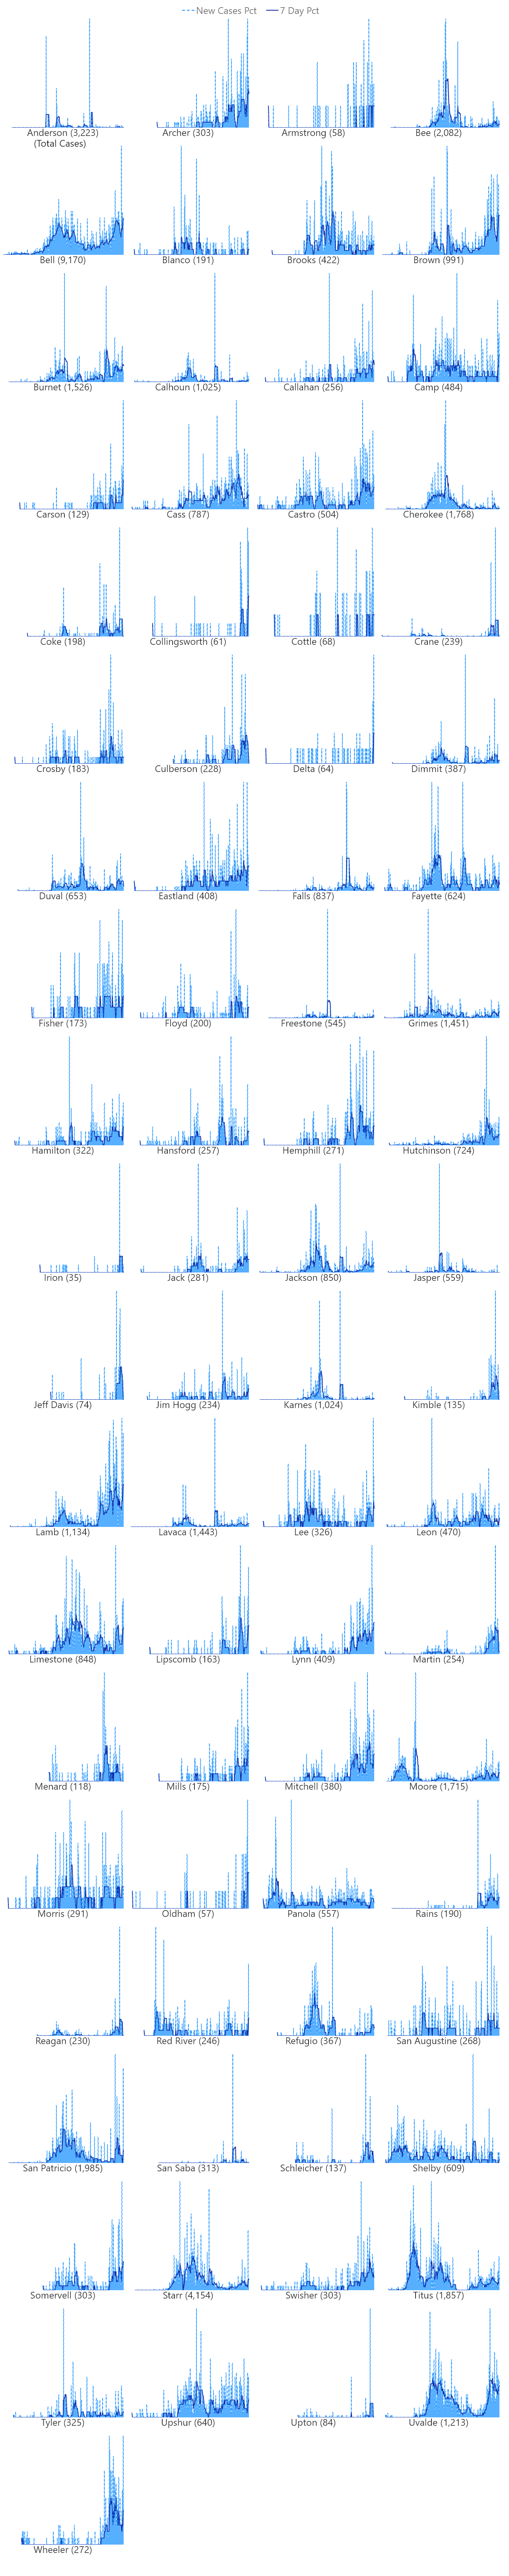 New Cases Pct 7 Day Pct
Anderson (3,223) Archer (303) Armstrong (58) Bee (2,082)
(Total Cases)
Bell (9,170) Blanco (191) Brooks (422) Brown (991)
Burnet (1,526) Calhoun (1,025) Callahan (256) Camp (484)
Carson (129) Cass (787) Castro (504) Cherokee (1,768)
Coke (198) Collingsworth (61) Cottle (68) Crane (239)
Crosby (183) Culberson (228) Delta (64) Dimmit (387)
Duval (653) Eastland (408) Falls (837) Fayette (624)
Fisher (173) Floyd (200) Freestone (545) Grimes (1,451)
Hamilton (322) Hansford (257) Hemphill (271) Hutchinson (724)
Irion (35) Jack (281) Jackson (850) Jasper (559)
Jeff Davis (74) Jim Hogg (234) Karnes (1,024) Kimble (135)
Lamb (1,134) Lavaca (1,443) Lee (326) Leon (470)
Limestone (848) Lipscomb (163) Lynn (409) Martin (254)
Menard (118) Mills (175) Mitchell (380) Moore (1,715)
Morris (291) Oldham (57) Panola (557) Rains (190)
Reagan (230) Red River (246) Refugio (367) San Augustine (268)
San Patricio (1,985) San Saba (313) Schleicher (137) Shelby (609)
Somervell (303) Starr (4,154) Swisher (303) Titus (1,857)
Tyler (325) Upshur (640) Upton (84) Uvalde (1,213)
Wheeler (272)